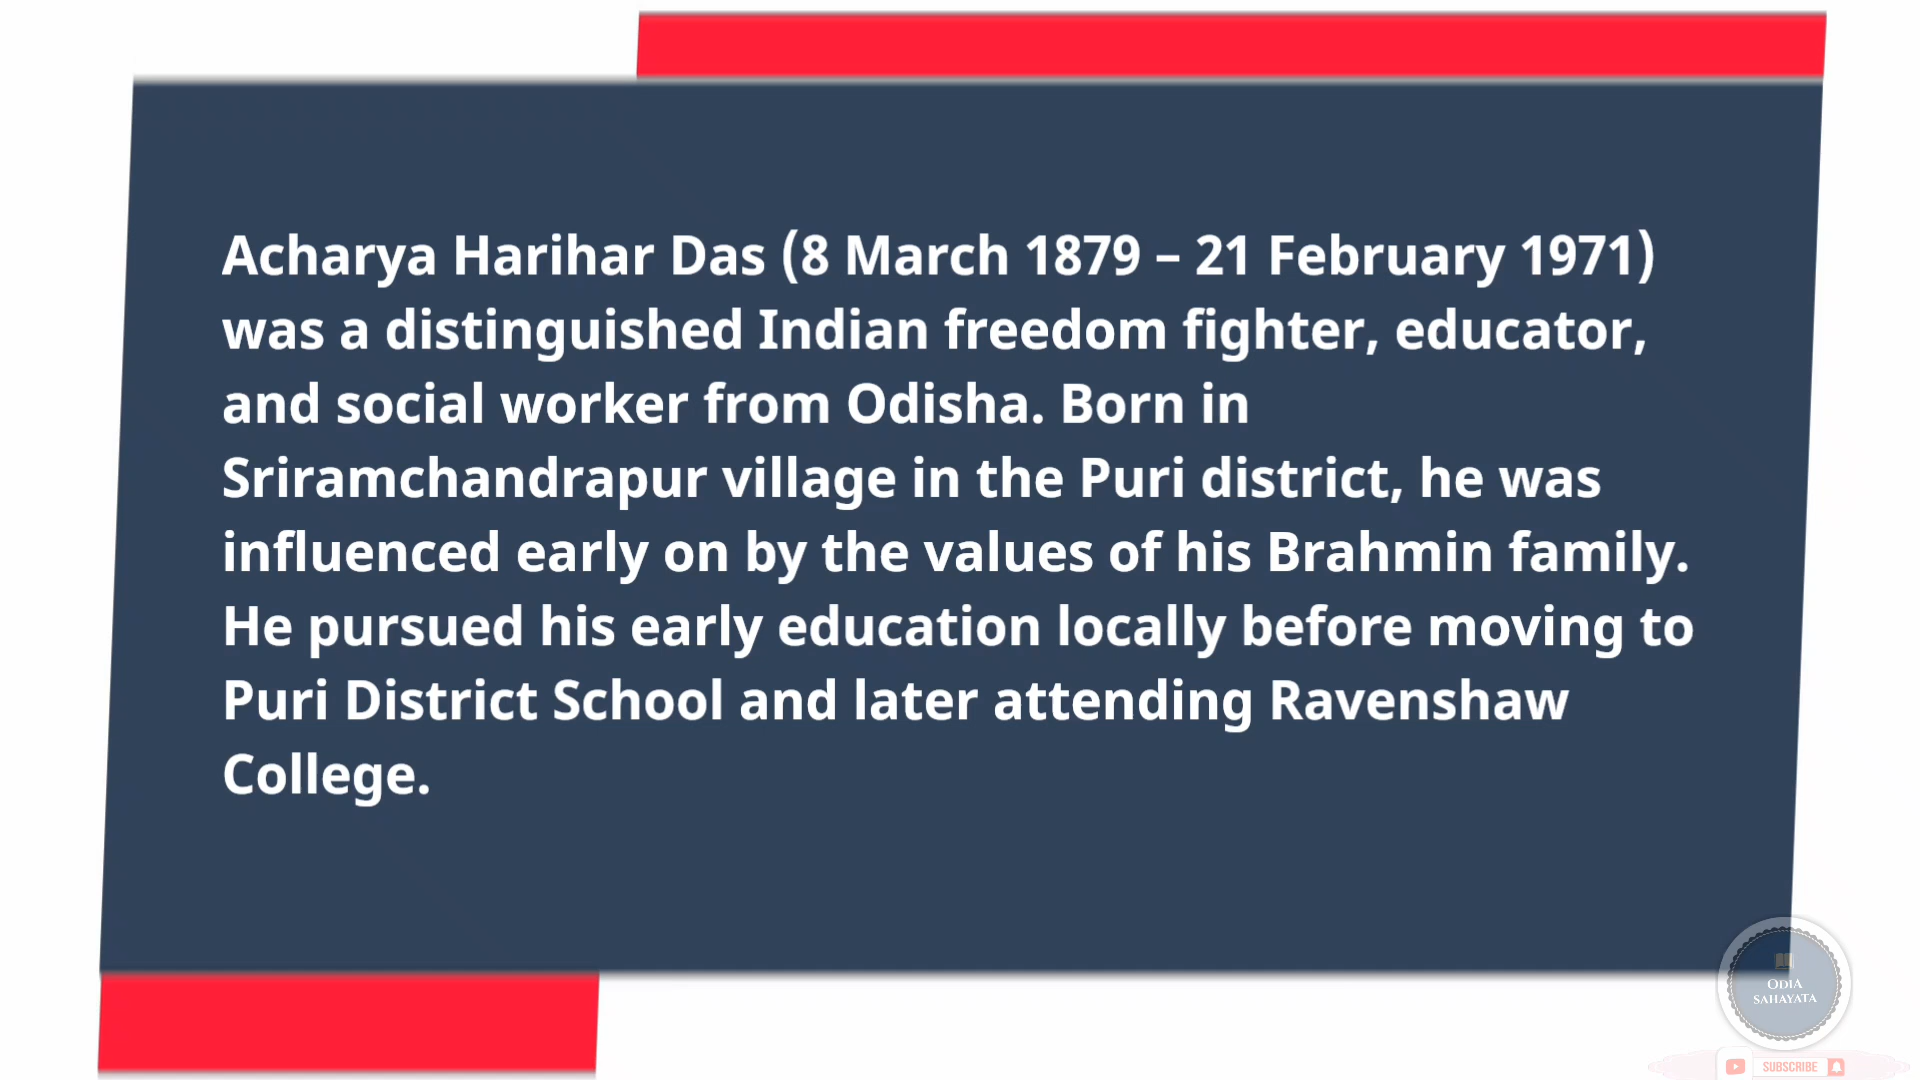 Acharya Harihar Das (8 March 1879 – 21 February 1971)
was a distinguished Indian freedom fighter, educator,
and social worker from Odisha. Born in
Sriramchandrapur village in the Puri district, he was
influenced early on by the values of his Brahmin family.
He pursued his early education locally before moving to
Puri District School and later attending Ravenshaw
College.
ODIA
SAHAYATA
SUBSCRIBE